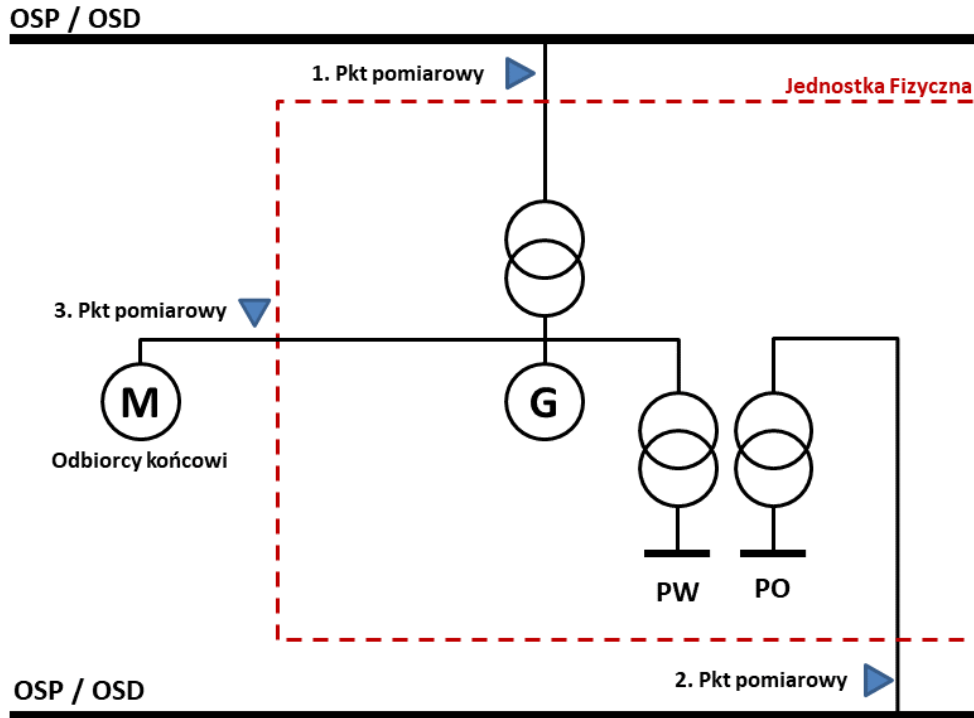 OSP / OSD
1. Pkt pomiarowy
Jednostka Fizyczna
3. Pkt pomiarowy
M
G
Odbiorcy końcowi
PW
PO
2. Pkt pomiarowy
OSP / OSD